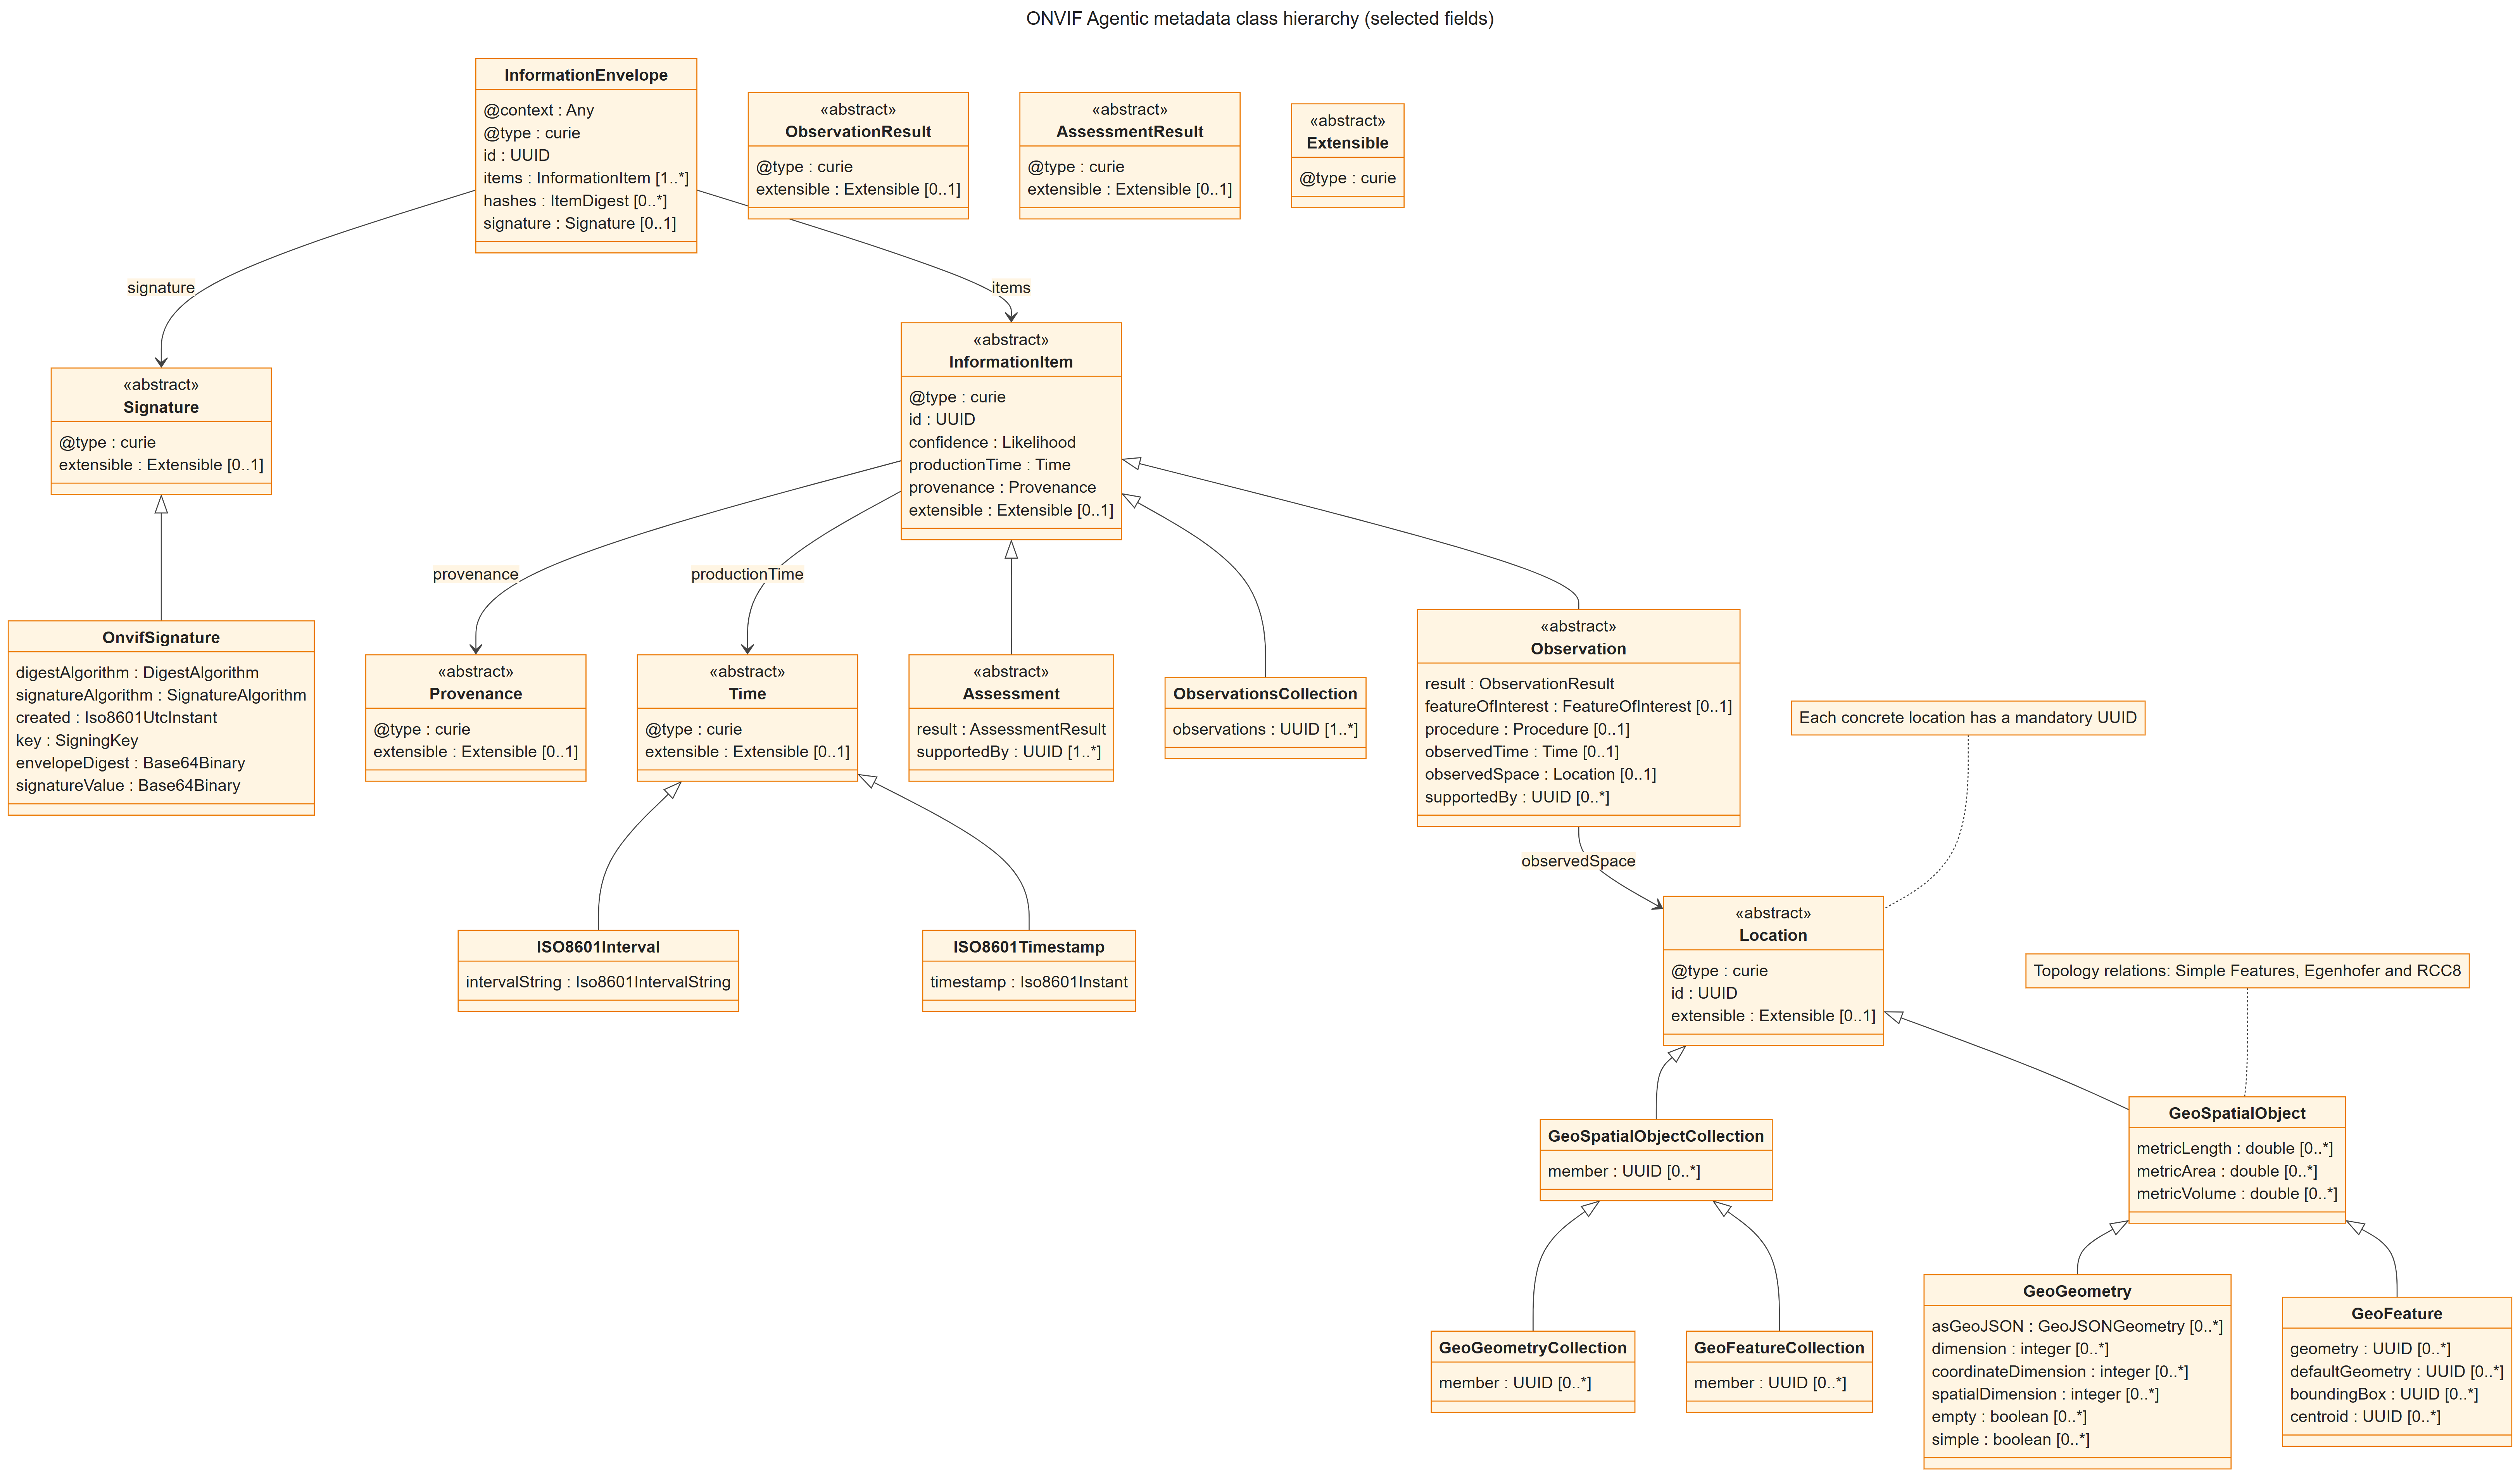 ONVIF Agentic metadata class hierarchy (selected fields)
InformationEnvelope
@context : Any
@type : curie
id : UUID
items : InformationItem [1..*]
hashes : ItemDigest [0..*]
signature : Signature [0..1]
«abstract»
ObservationResult
@type : curie
extensible : Extensible [0..1]
«abstract»
AssessmentResult
@type : curie
extensible : Extensible [0..1]
«abstract»
Extensible
@type : curie
signature
items
«abstract»
Signature
@type : curie
extensible : Extensible [0..1]
«abstract»
InformationItem
@type : curie
id : UUID
confidence : Likelihood
productionTime : Time
provenance : Provenance
extensible : Extensible [0..1]
provenance
productionTime
OnvifSignature
digestAlgorithm : DigestAlgorithm
signatureAlgorithm : SignatureAlgorithm
created : Iso8601UtcInstant
key : SigningKey
envelopeDigest : Base64Binary
signatureValue : Base64Binary
«abstract»
Provenance
@type : curie
extensible : Extensible [0..1]
«abstract»
Time
@type : curie
extensible : Extensible [0..1]
«abstract»
Assessment
result : AssessmentResult
supportedBy : UUID [1..*]
ObservationsCollection
observations : UUID [1..*]
«abstract»
Observation
result : ObservationResult
featureOfInterest : FeatureOfInterest [0..1]
procedure : Procedure [0..1]
observedTime : Time [0..1]
observedSpace : Location [0..1]
supportedBy : UUID [0..*]
Each concrete location has a mandatory UUID
observedSpace
ISO8601Interval
intervalString : Iso8601IntervalString
ISO8601Timestamp
timestamp : Iso8601Instant
«abstract»
Location
@type : curie
id : UUID
extensible : Extensible [0..1]
Topology relations: Simple Features, Egenhofer and RCC8
GeoSpatialObjectCollection
member : UUID [0..*]
GeoSpatialObject
metricLength : double [0..*]
metricArea : double [0..*]
metricVolume : double [0..*]
GeoGeometryCollection
member : UUID [0..*]
GeoFeatureCollection
member : UUID [0..*]
GeoGeometry
asGeoJSON : GeoJSONGeometry [0..*]
dimension : integer [0..*]
coordinateDimension : integer [0..*]
spatialDimension : integer [0..*]
empty : boolean [0..*]
simple : boolean [0..*]
GeoFeature
geometry : UUID [0..*]
defaultGeometry : UUID [0..*]
boundingBox : UUID [0..*]
centroid : UUID [0..*]